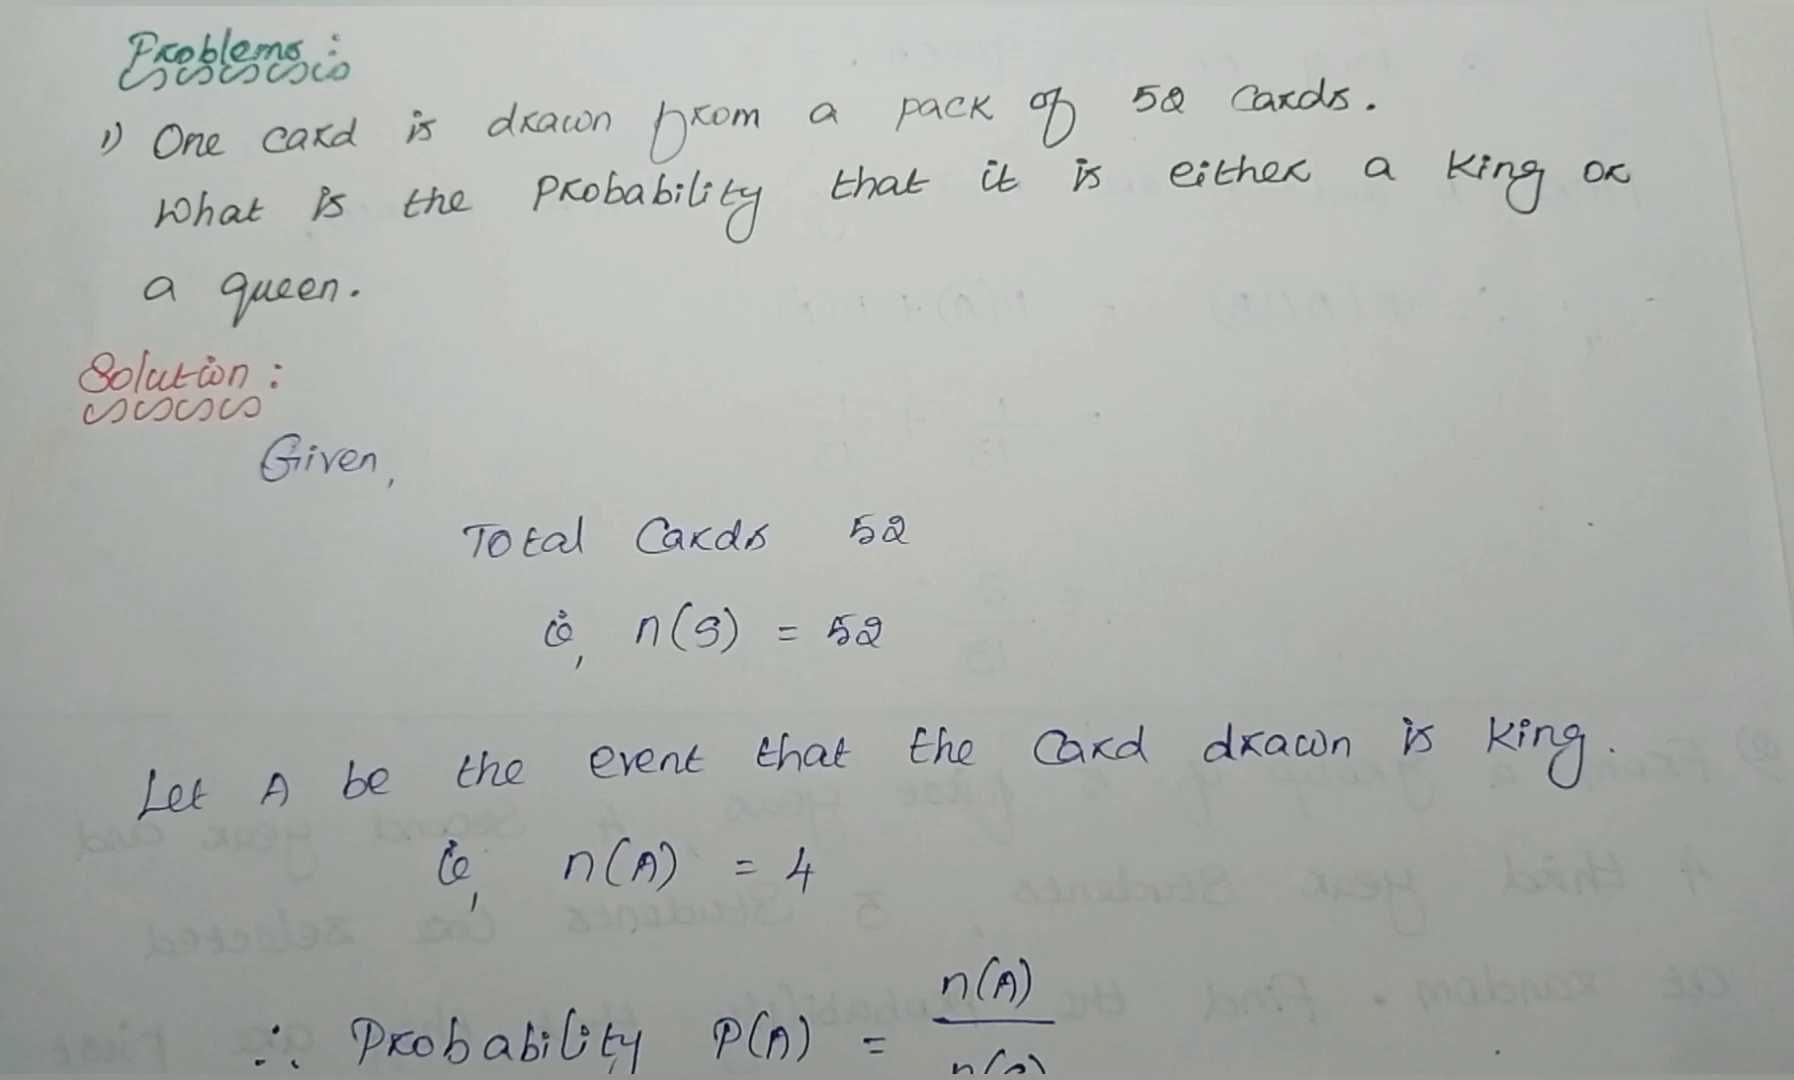 Problems :
1) One card is drawn from a pack of 52 Cards.
What is the Probability that it is either a King or
a queen.
Solution :
Given,
Total Cards 52
ie, n(S) = 52
Let A be the event that the Card drawn is King.
ie, n(A) = 4
∴ Probability P(A) = n(A) / n(S)